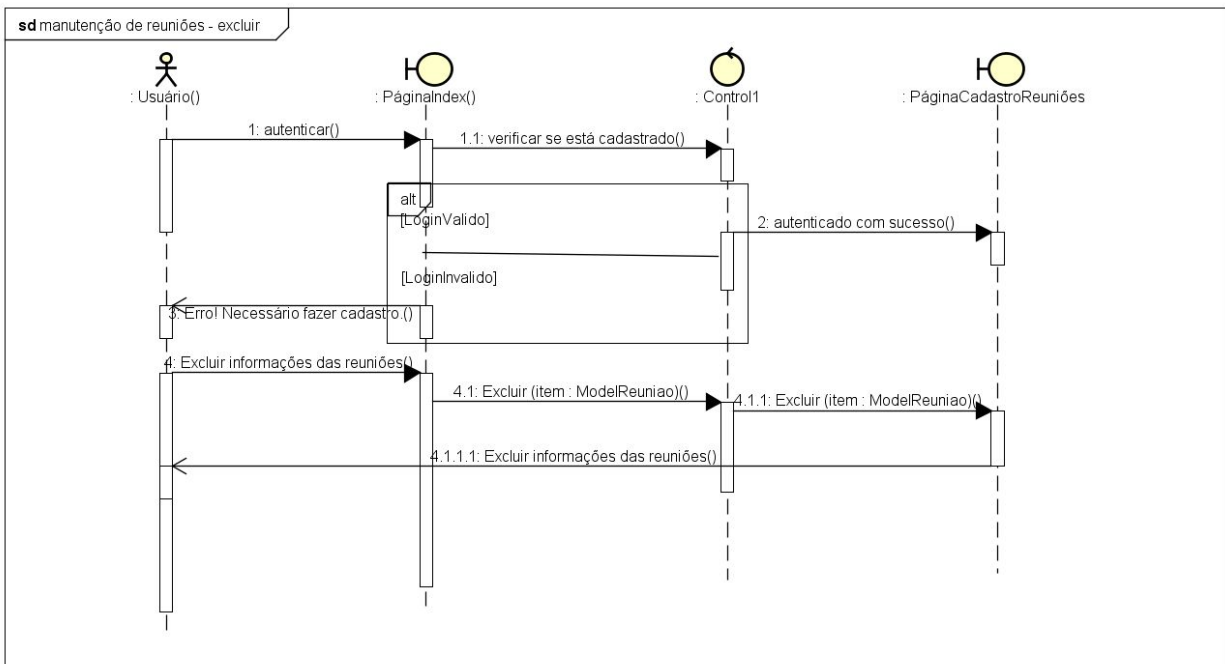 sd manutenção de reuniões - excluir
: Usuário()
: PáginaIndex()
: Control1
: PáginaCadastroReuniões
1: autenticar()
1.1: verificar se está cadastrado()
alt
[LoginValido]
2: autenticado com sucesso()
[LoginInvalido]
3: Erro! Necessário fazer cadastro.()
4: Excluir informações das reuniões()
4.1: Excluir (item : ModelReuniao)()
4.1.1: Excluir (item : ModelReuniao)()
4.1.1.1: Excluir informações das reuniões()